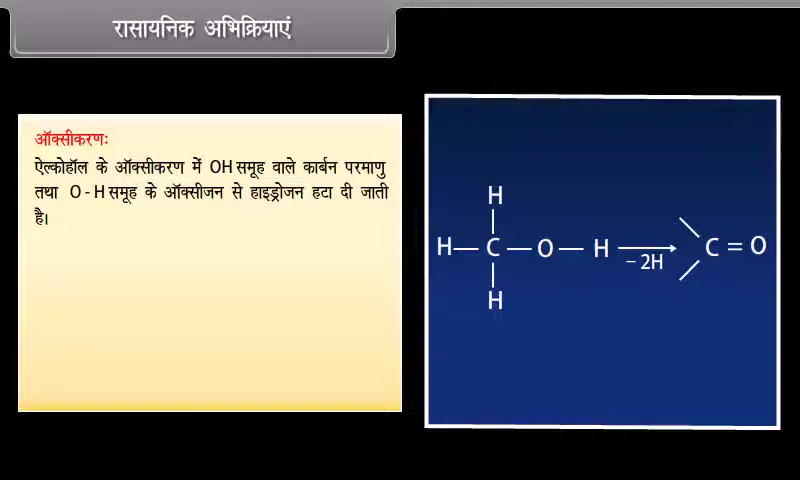 रासायनिक अभिक्रियाएं
ऑक्सीकरणः
ऐल्कोहॉल के ऑक्सीकरण में OH समूह वाले कार्बन परमाणु
तथा O - H समूह के ऑक्सीजन से हाइड्रोजन हटा दी जाती
है।
H
H — C — O — H → C = O
− 2H
H